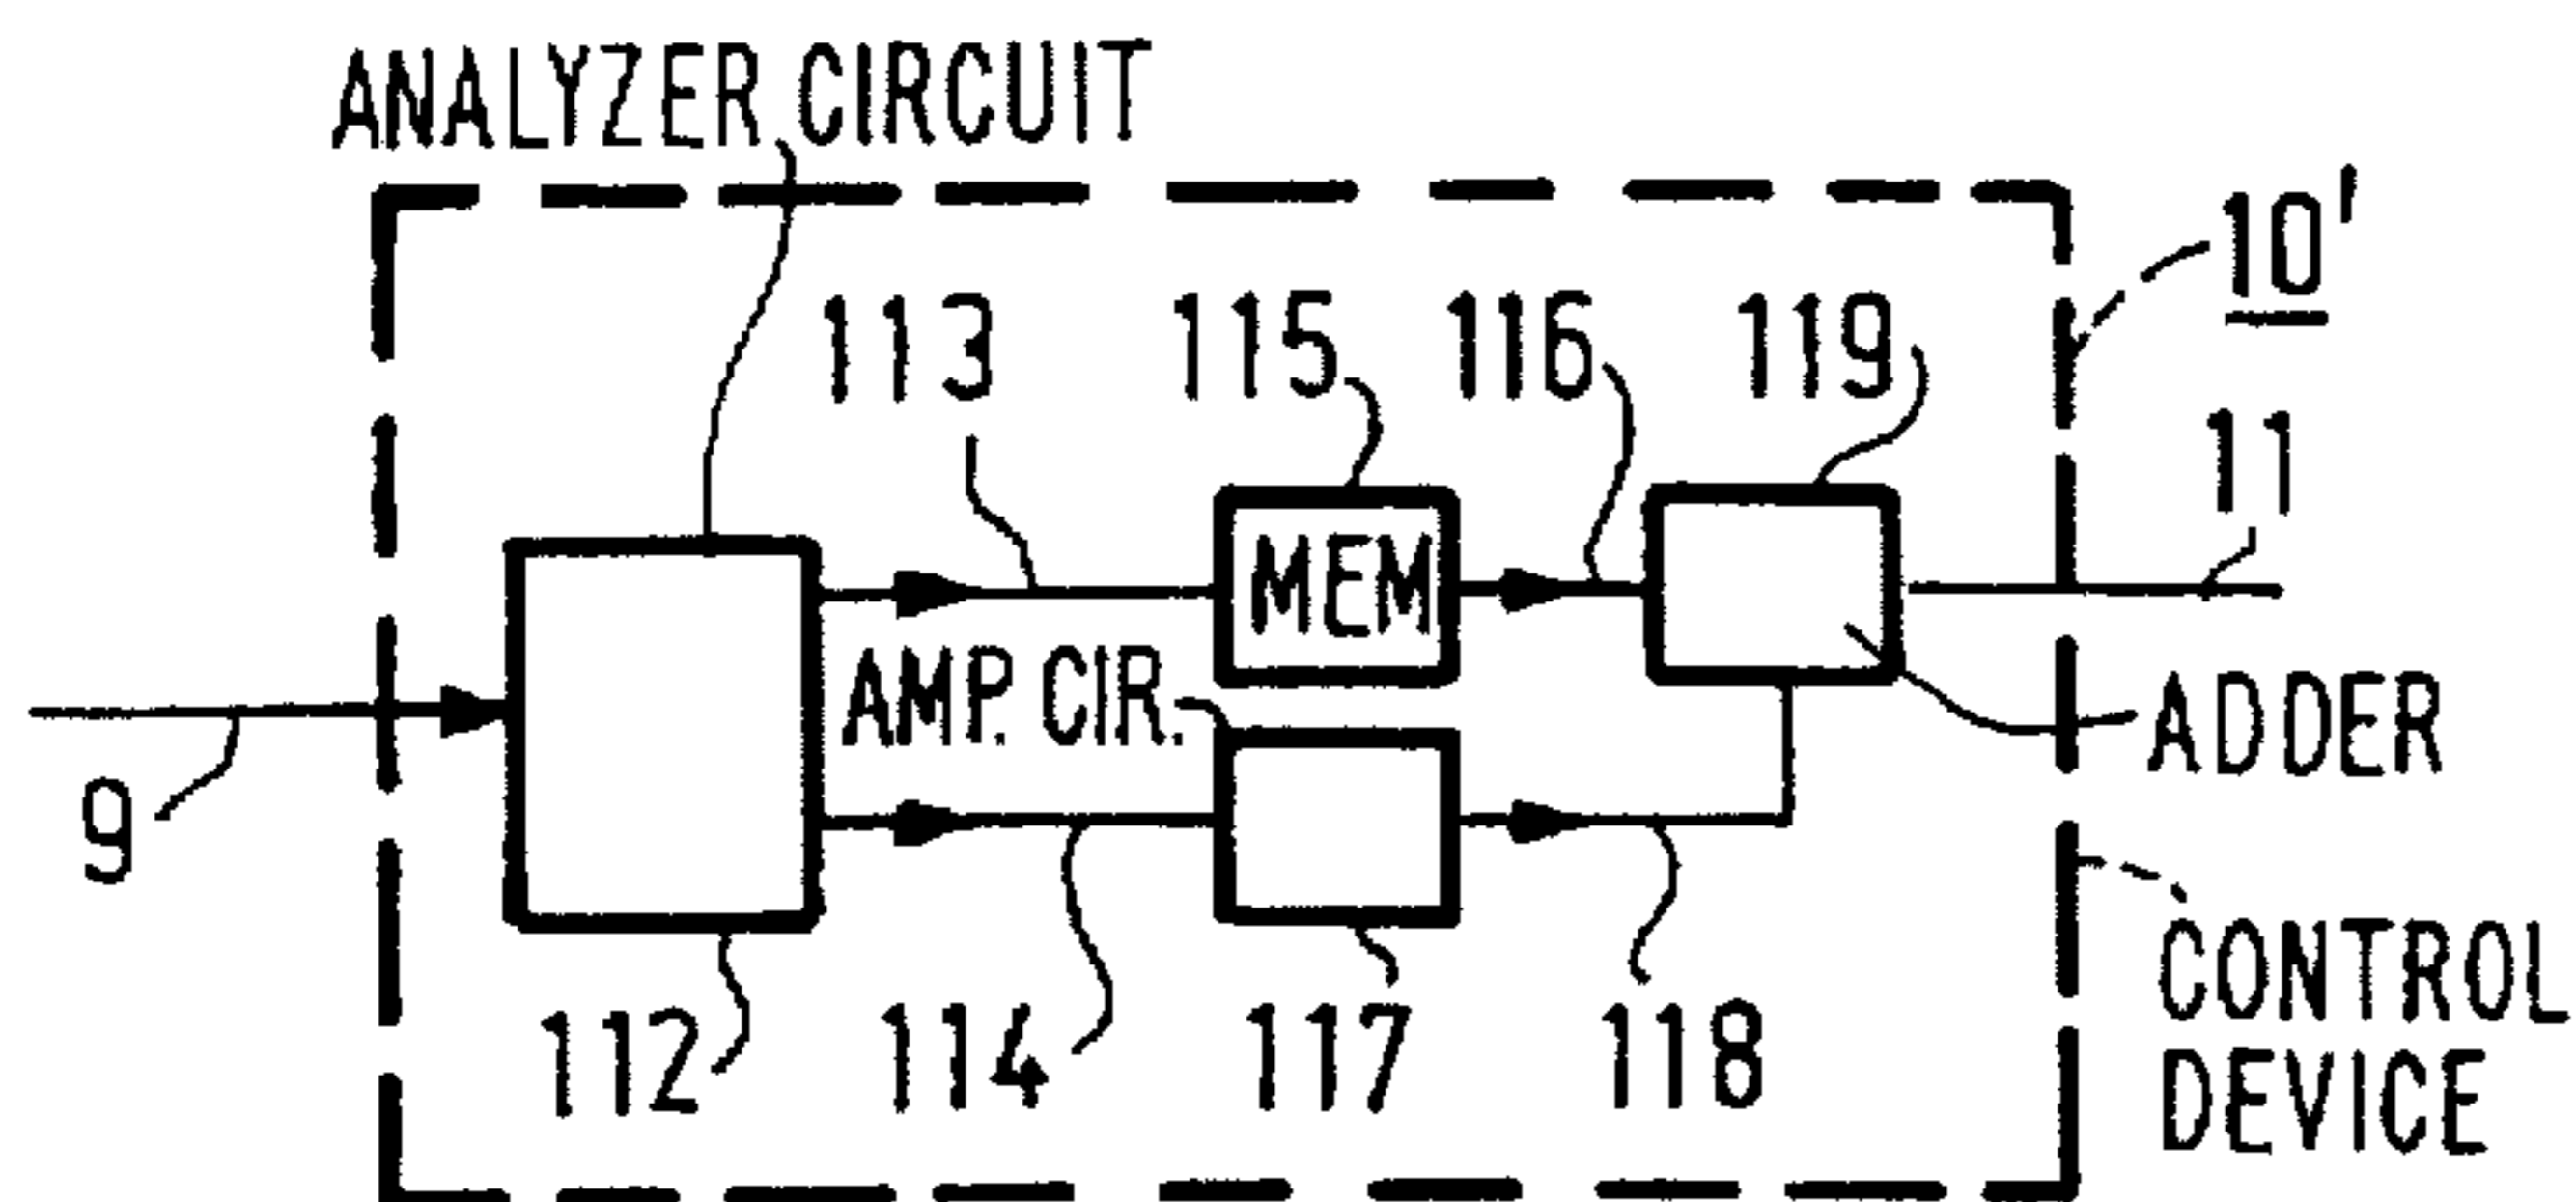 ANALYZER CIRCUIT
10'
113
115
116
119
11
MEM
AMP. CIR.
ADDER
9
CONTROL
DEVICE
112
114
117
118